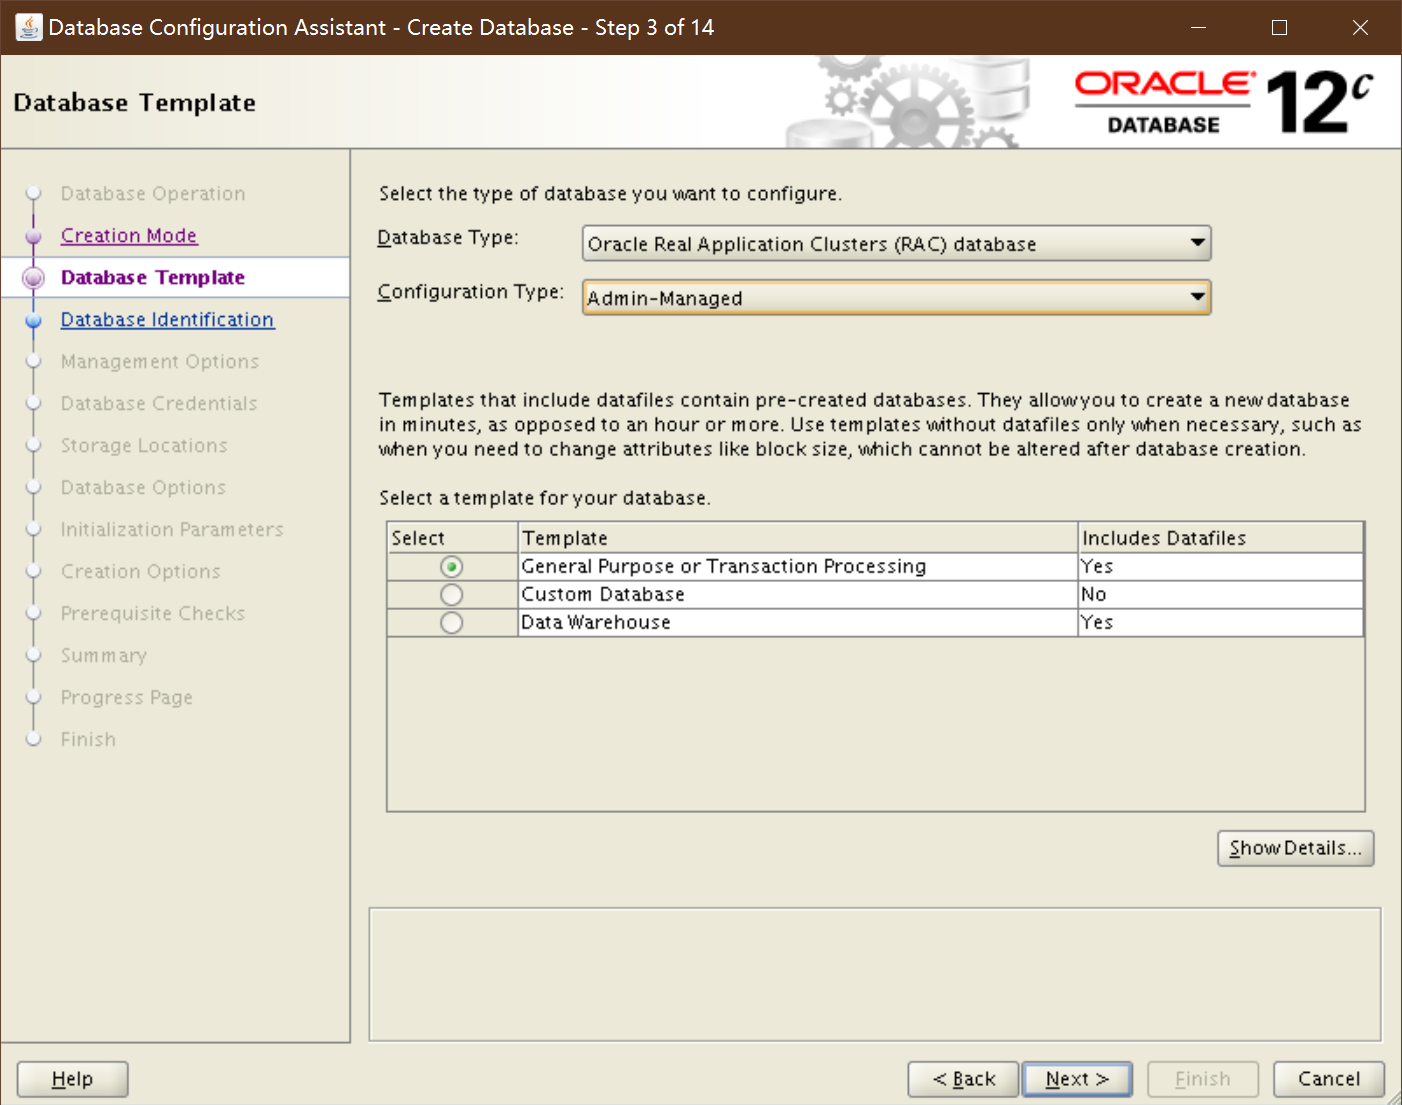 Database Configuration Assistant - Create Database - Step 3 of 14
Database Template
ORACLE
DATABASE
12c
Database Operation
Creation Mode
Database Template
Database Identification
Management Options
Database Credentials
Storage Locations
Database Options
Initialization Parameters
Creation Options
Prerequisite Checks
Summary
Progress Page
Finish
Select the type of database you want to configure.
Database Type: Oracle Real Application Clusters (RAC) database
Configuration Type: Admin-Managed
Templates that include datafiles contain pre-created databases. They allow you to create a new database
in minutes, as opposed to an hour or more. Use templates without datafiles only when necessary, such as
when you need to change attributes like block size, which cannot be altered after database creation.
Select a template for your database.
Select Template Includes Datafiles
General Purpose or Transaction Processing Yes
Custom Database No
Data Warehouse Yes
Show Details...
Help < Back Next > Finish Cancel